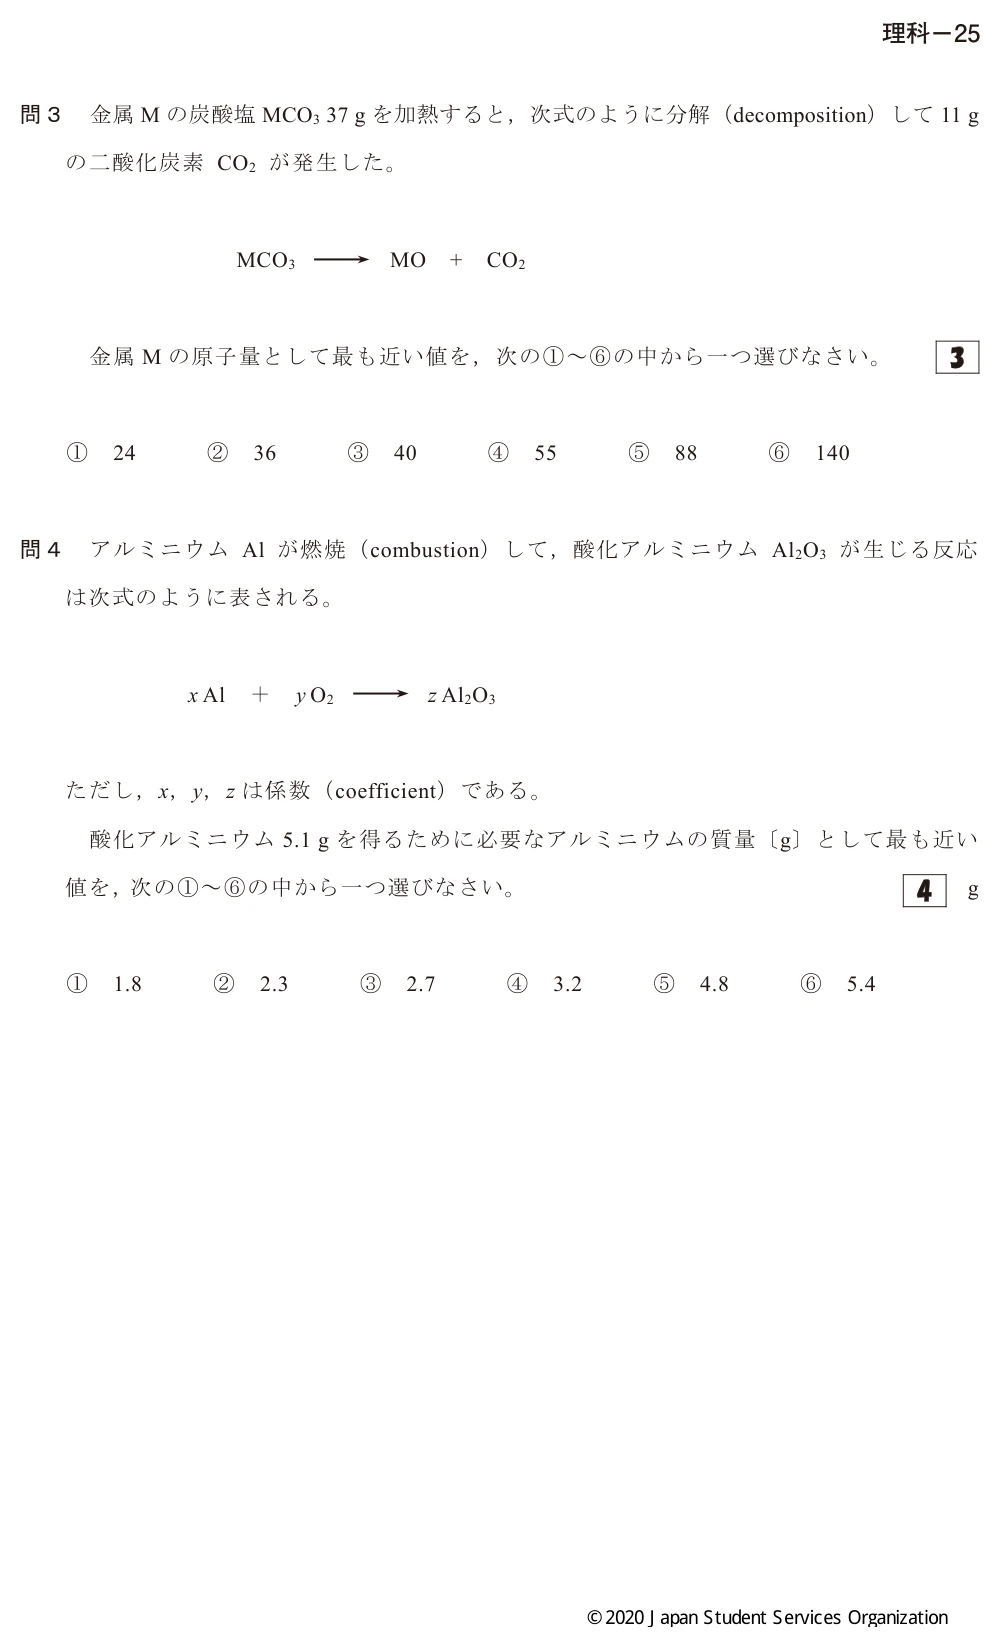 理科－25
問3 金属 M の炭酸塩 MCO₃ 37 g を加熱すると，次式のように分解（decomposition）して 11 g
の二酸化炭素 CO₂ が発生した。
MCO₃ ⟶ MO + CO₂
金属 M の原子量として最も近い値を，次の①～⑥の中から一つ選びなさい。 3
① 24 ② 36 ③ 40 ④ 55 ⑤ 88 ⑥ 140
問4 アルミニウム Al が燃焼（combustion）して，酸化アルミニウム Al₂O₃ が生じる反応
は次式のように表される。
x Al + y O₂ ⟶ z Al₂O₃
ただし，x，y，z は係数（coefficient）である。
酸化アルミニウム 5.1 g を得るために必要なアルミニウムの質量〔g〕として最も近い
値を，次の①～⑥の中から一つ選びなさい。 4 g
① 1.8 ② 2.3 ③ 2.7 ④ 3.2 ⑤ 4.8 ⑥ 5.4
© 2020 Japan Student Services Organization